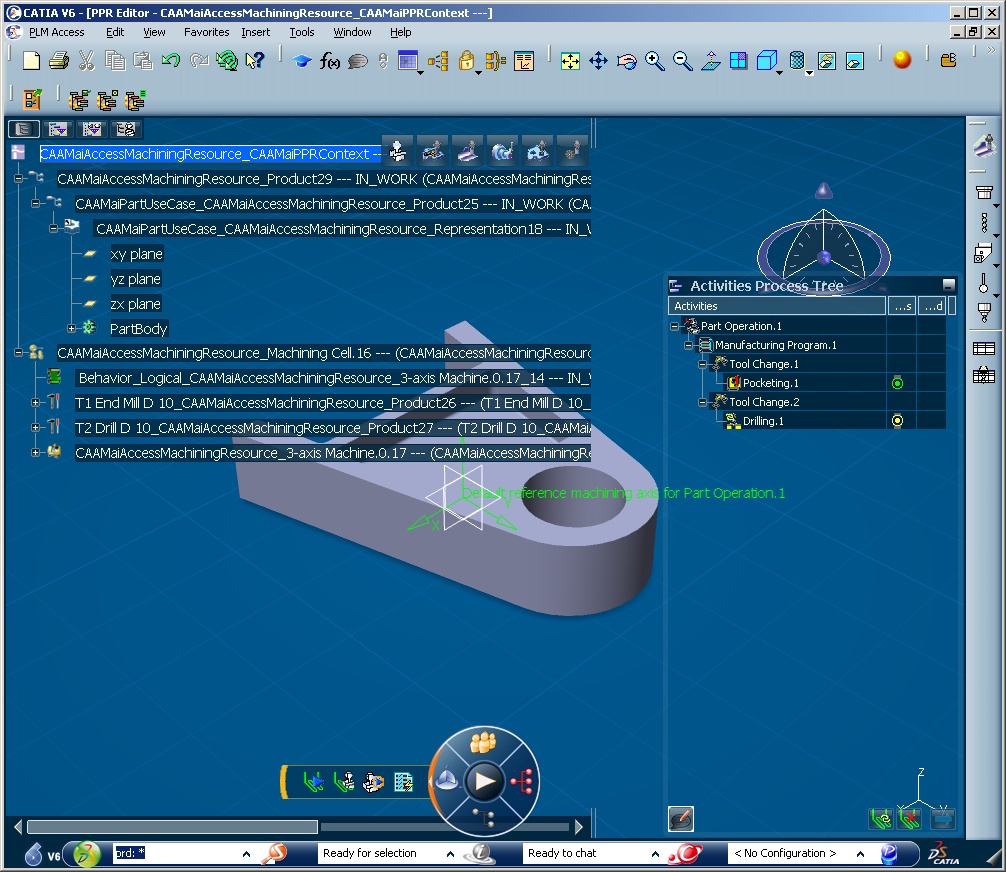 CATIA V6 - [PPR Editor - CAAMaiAccessMachiningResource_CAAMaiPPRContext ---]
PLM Access Edit View Favorites Insert Tools Window Help
f(x)
CAAMaiAccessMachiningResource_CAAMaiPPRContext --
CAAMaiAccessMachiningResource_Product29 --- IN_WORK (CAAMaiAccessMachiningRes
CAAMaiPartUseCase_CAAMaiAccessMachiningResource_Product25 --- IN_WORK (CA
CAAMaiPartUseCase_CAAMaiAccessMachiningResource_Representation18 --- IN_
xy plane
yz plane
zx plane
PartBody
CAAMaiAccessMachiningResource_Machining Cell.16 --- (CAAMaiAccessMachiningResourc
Behavior_Logical_CAAMaiAccessMachiningResource_3-axis Machine.0.17_14 --- IN_
T1 End Mill D 10_CAAMaiAccessMachiningResource_Product26 --- (T1 End Mill D 10_
T2 Drill D 10_CAAMaiAccessMachiningResource_Product27 --- (T2 Drill D 10_CAAMai
CAAMaiAccessMachiningResource_3-axis Machine.0.17 --- (CAAMaiAccessMachiningRe
Activities Process Tree
Activities ...s ...d
Part Operation.1
Manufacturing Program.1
Tool Change.1
Pocketing.1
Tool Change.2
Drilling.1
Default reference machining axis for Part Operation.1
X Y
Z
V6 ord: * Ready for selection Ready to chat < No Configuration > CATIA